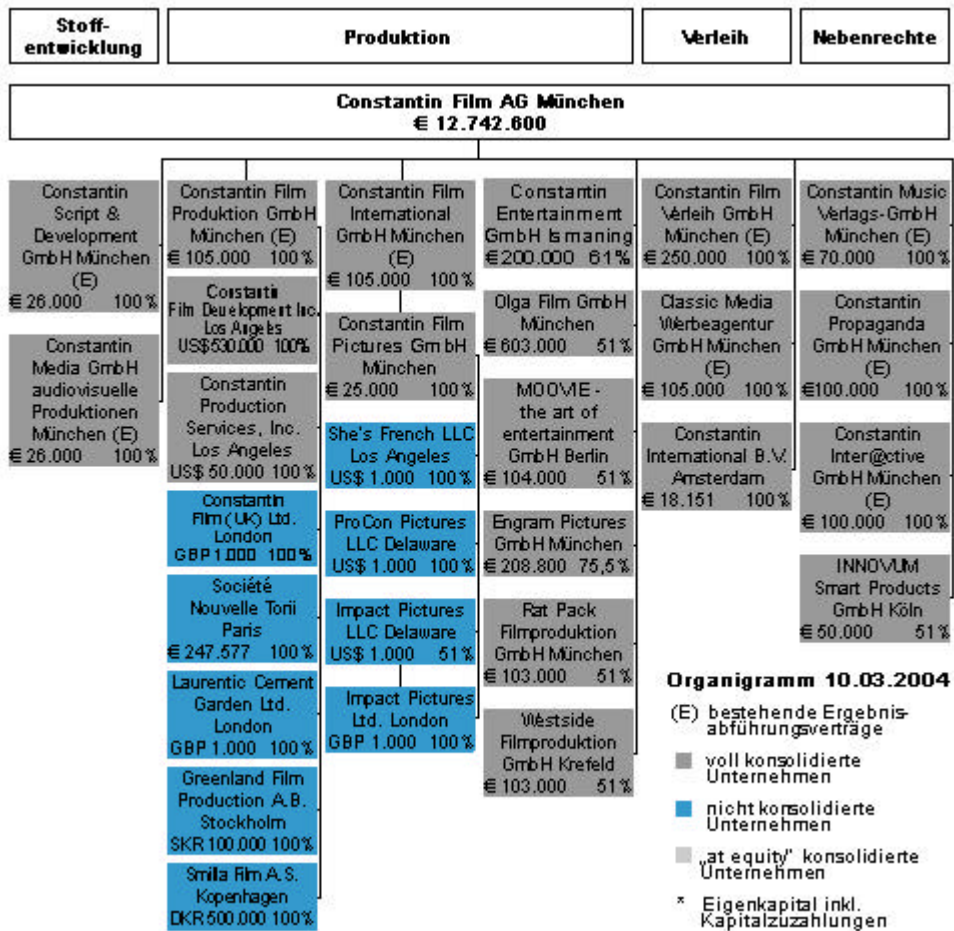 Stoff-
entwicklung
Produktion
Verleih
Nebenrechte
Constantin Film AG München
€ 12.742.600
Constantin
Script &
Development
GmbH München
(E)
€ 26.000 100%
Constantin
Media GmbH
audiovisuelle
Produktionen
München (E)
€ 26.000 100%
Constantin Film
Produktion GmbH
München (E)
€ 105.000 100%
Constantin
Film Development Inc.
Los Angeles
US$530.000 100%
Constantin
Production
Services, Inc.
Los Angeles
US$ 50.000 100%
Constantin
Film (UK) Ltd.
London
GBP 1.000 100%
Société
Nouvelle Torii
Paris
€ 247.577 100%
Laurentic Cement
Garden Ltd.
London
GBP 1.000 100%
Greenland Film
Production A.B.
Stockholm
SKR 100.000 100%
Smilla Film A.S.
Kopenhagen
DKR 500.000 100%
Constantin Film
International
GmbH München
(E)
€ 105.000 100%
Constantin Film
Pictures GmbH
München
€ 25.000 100%
She's French LLC
Los Angeles
US$ 1.000 100%
ProCon Pictures
LLC Delaware
US$ 1.000 100%
Impact Pictures
LLC Delaware
US$ 1.000 51%
Impact Pictures
Ltd. London
GBP 1.000 100%
Constantin
Entertainment
GmbH Ismaning
€200.000 61%
Olga Film GmbH
München
€ 603.000 51%
MOOVIE -
the art of
entertainment
GmbH Berlin
€ 104.000 51%
Engram Pictures
GmbH München
€ 208.800 75,5%
Rat Pack
Filmproduktion
GmbH München
€ 103.000 51%
Westside
Filmproduktion
GmbH Krefeld
€ 103.000 51%
Constantin Film
Verleih GmbH
München (E)
€ 250.000 100%
Classic Media
Werbeagentur
GmbH München
(E)
€ 105.000 100%
Constantin
International B.V.
Amsterdam
€ 18.151 100%
Constantin Music
Verlags-GmbH
München (E)
€ 70.000 100%
Constantin
Propaganda
GmbH München
(E)
€100.000 100%
Constantin
Inter@ctive
GmbH München
(E)
€ 100.000 100%
INNOVUM
Smart Products
GmbH Köln
€ 50.000 51%
Organigramm 10.03.2004
(E) bestehende Ergebnis-
abführungsverträge
voll konsolidierte
Unternehmen
nicht konsolidierte
Unternehmen
„at equity" konsolidierte
Unternehmen
* Eigenkapital inkl.
Kapitalzuzahlungen